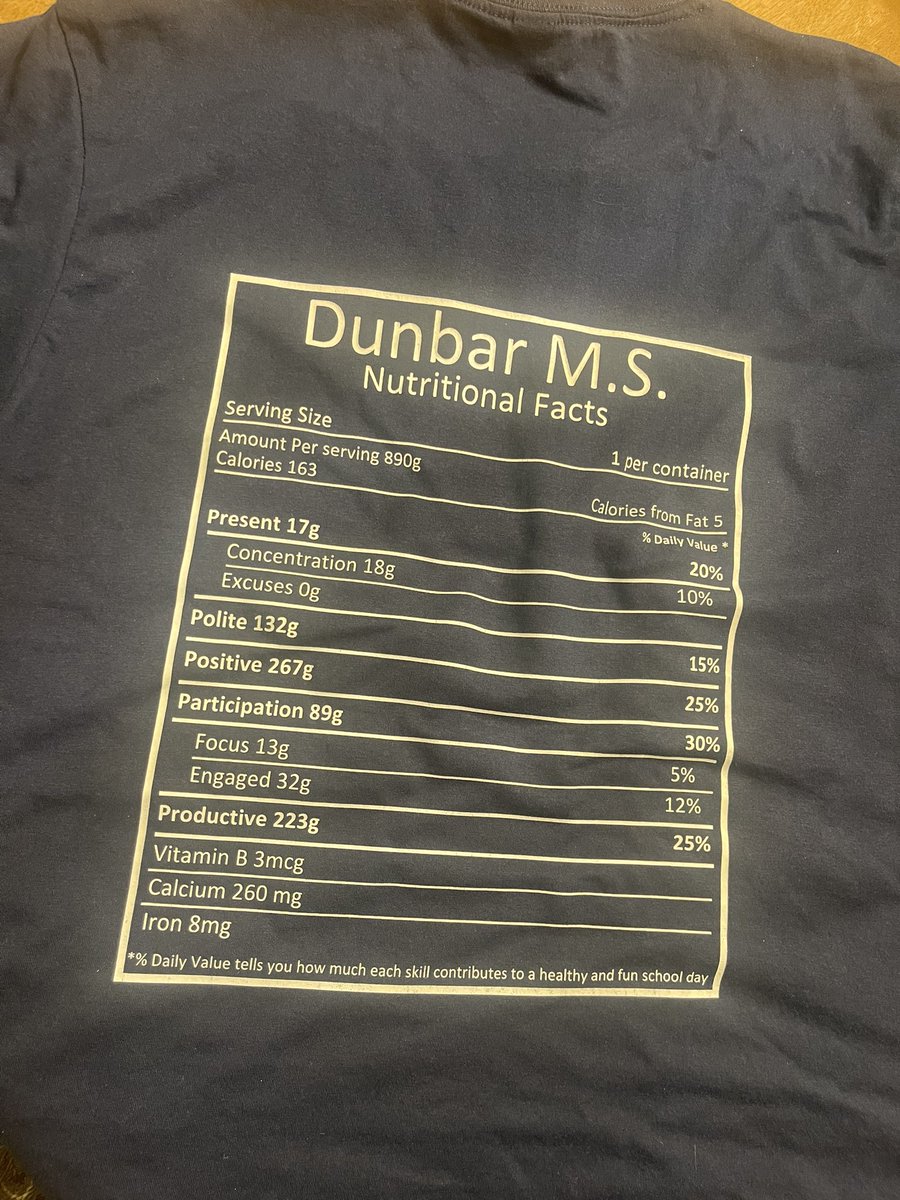 Dunbar M.S.
Nutritional Facts
Serving Size 1 per container
Amount Per serving 890g
Calories 163 Calories from Fat 5
% Daily Value *
Present 17g 20%
Concentration 18g 10%
Excuses 0g
Polite 132g 15%
Positive 267g 25%
Participation 89g 30%
Focus 13g 5%
Engaged 32g 12%
Productive 223g 25%
Vitamin B 3mcg
Calcium 260 mg
Iron 8mg
*% Daily Value tells you how much each skill contributes to a healthy and fun school day